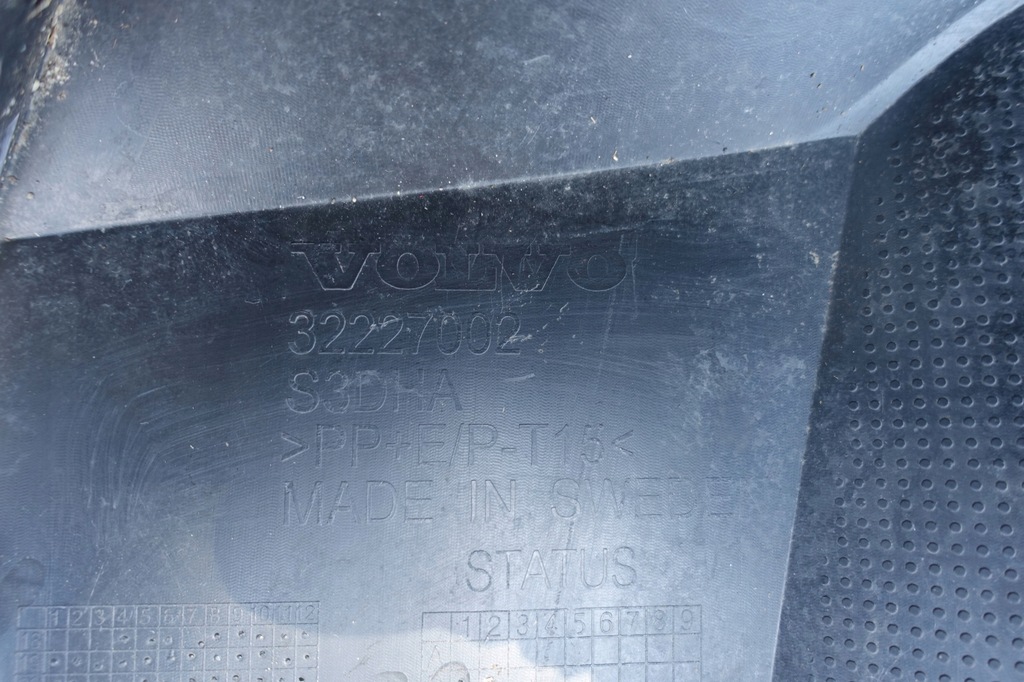 VOLVO
32227002
S3DHA
>PP+E/P-T15<
MADE IN SWEDE
STATUS
1 2 3 4 5 6 7 8 9 10 11 12
1 2 3 4 5 6 7 8 9
A